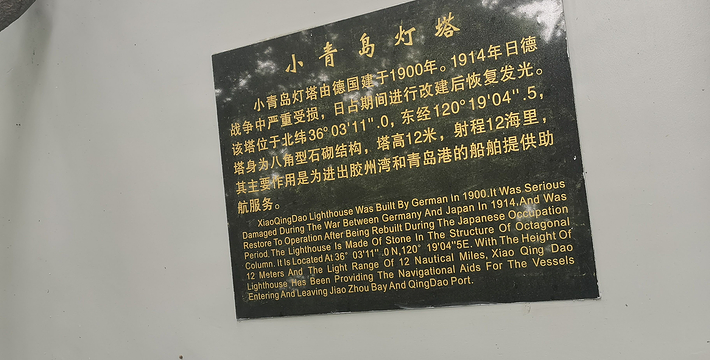 小青岛灯塔
小青岛灯塔由德国建于1900年。1914年日德
战争中严重受损，日占期间进行改建后恢复发光。
该塔位于北纬36°03'11".0，东经120°19'04".5，
塔身为八角型石砌结构，塔高12米，射程12海里，
其主要作用是为进出胶州湾和青岛港的船舶提供助
航服务。
XiaoQingDao Lighthouse Was Built By German In 1900.It Was Serious
Damaged During The War Between Germany And Japan In 1914.And Was
Restore To Operation After Being Rebuilt During The Japanese Occupation
Period.The Lighthouse Is Made Of Stone In The Structure Of Octagonal
Column. It Is Located At 36° 03'11".0 N,120° 19'04"5E. With The Height Of
12 Meters And The Light Range Of 12 Nautical Miles, Xiao Qing Dao
Lighthouse Has Been Providing The Navigational Aids For The Vessels
Entering And Leaving Jiao Zhou Bay And QingDao Port.